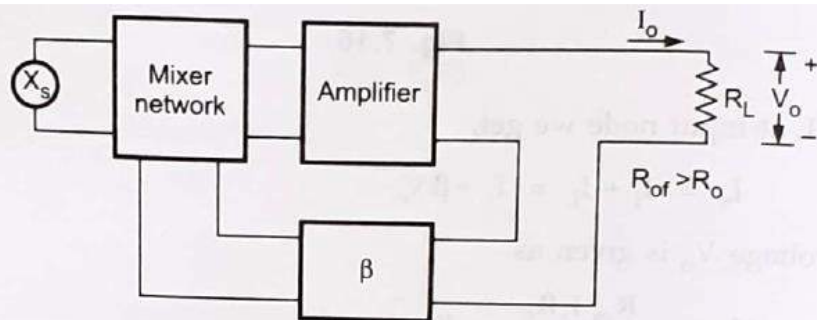 I_o
X_s
Mixer
network
Amplifier
R_L
+
V_o
−
R_of > R_o
β